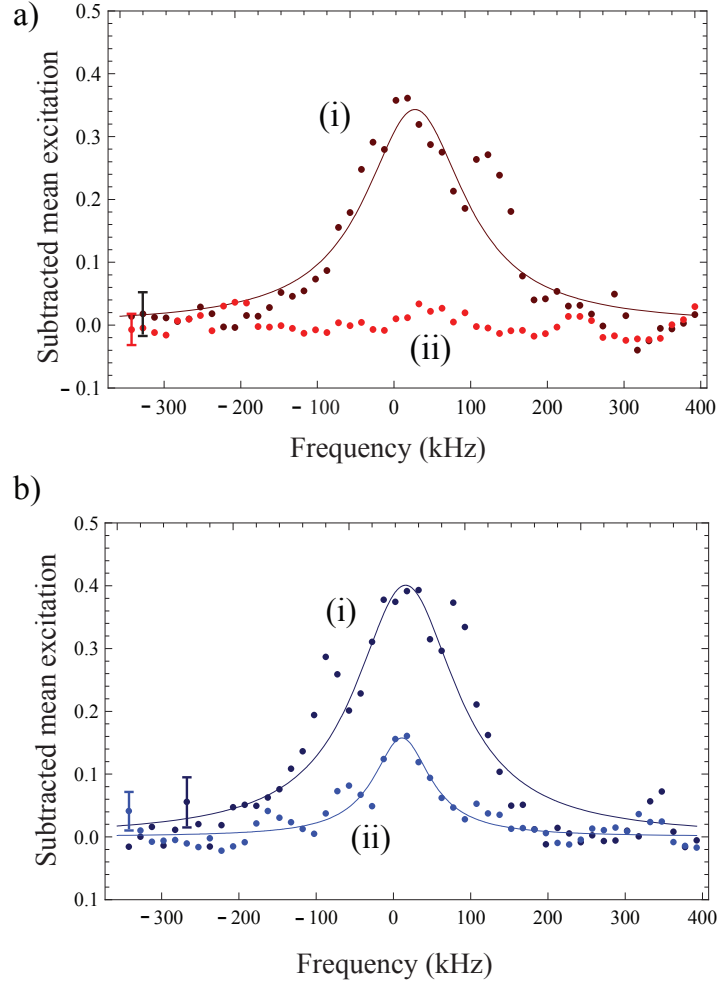 a)
0.5
0.4
0.3
0.2
0.1
0.0
-0.1
Subtracted mean excitation
(i)
(ii)
-300 -200 -100 0 100 200 300 400
Frequency (kHz)
b)
0.5
0.4
0.3
0.2
0.1
0.0
0.1
Subtracted mean excitation
(i)
(ii)
-300 -200 -100 0 100 200 300 400
Frequency (kHz)